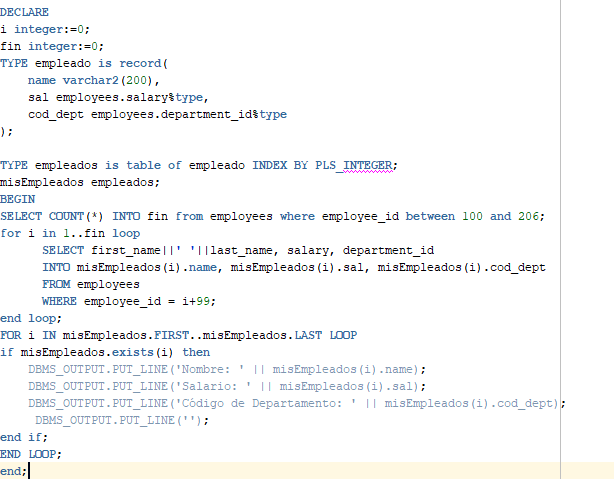 DECLARE
i integer:=0;
fin integer:=0;
TYPE empleado is record(
    name varchar2(200),
    sal employees.salary%type,
    cod_dept employees.department_id%type
);

TYPE empleados is table of empleado INDEX BY PLS_INTEGER;
misEmpleados empleados;
BEGIN
SELECT COUNT(*) INTO fin from employees where employee_id between 100 and 206;
for i in 1..fin loop
      SELECT first_name||' '||last_name, salary, department_id
      INTO misEmpleados(i).name, misEmpleados(i).sal, misEmpleados(i).cod_dept
      FROM employees
      WHERE employee_id = i+99;
end loop;
FOR i IN misEmpleados.FIRST..misEmpleados.LAST LOOP
if misEmpleados.exists(i) then
    DBMS_OUTPUT.PUT_LINE('Nombre: ' || misEmpleados(i).name);
    DBMS_OUTPUT.PUT_LINE('Salario: ' || misEmpleados(i).sal);
    DBMS_OUTPUT.PUT_LINE('Código de Departamento: ' || misEmpleados(i).cod_dept);
     DBMS_OUTPUT.PUT_LINE('');
end if;
END LOOP;
end;